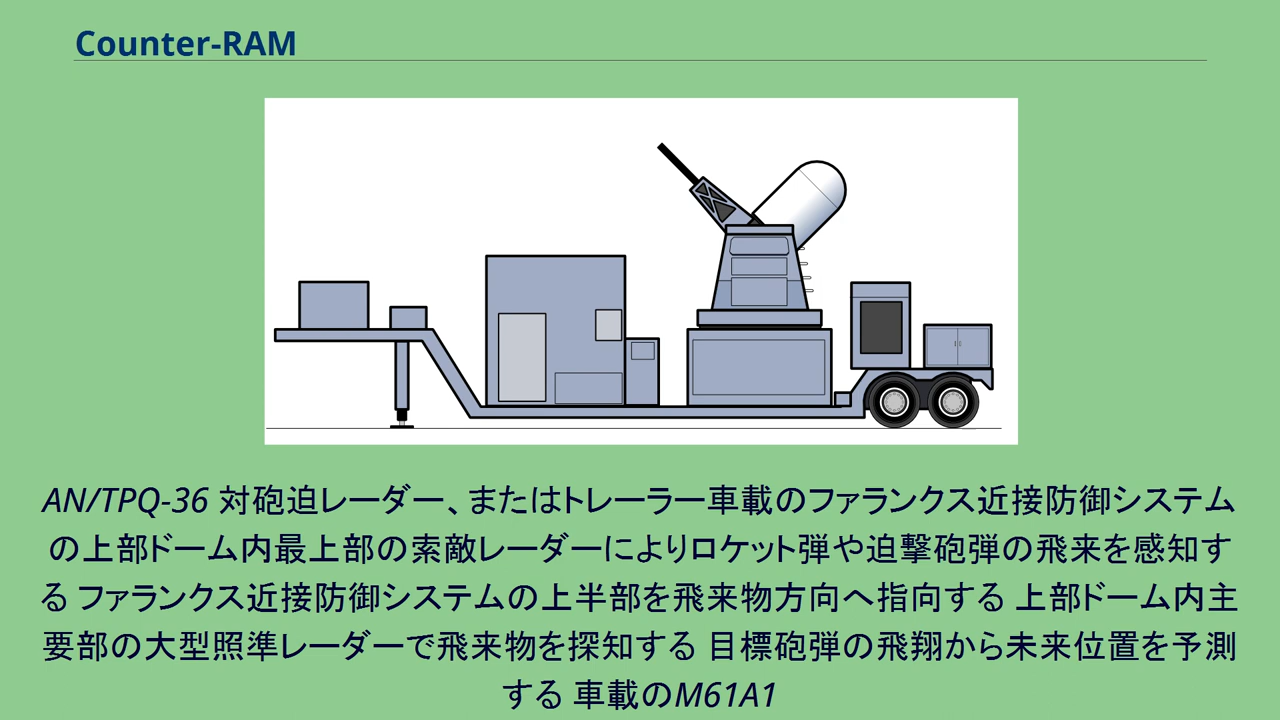 Counter-RAM
AN/TPQ-36 対砲迫レーダー、またはトレーラー車載のファランクス近接防御システム
の上部ドーム内最上部の索敵レーダーによりロケット弾や迫撃砲弾の飛来を感知す
る ファランクス近接防御システムの上半部を飛来物方向へ指向する 上部ドーム内主
要部の大型照準レーダーで飛来物を探知する 目標砲弾の飛翔から未来位置を予測
する 車載のM61A1